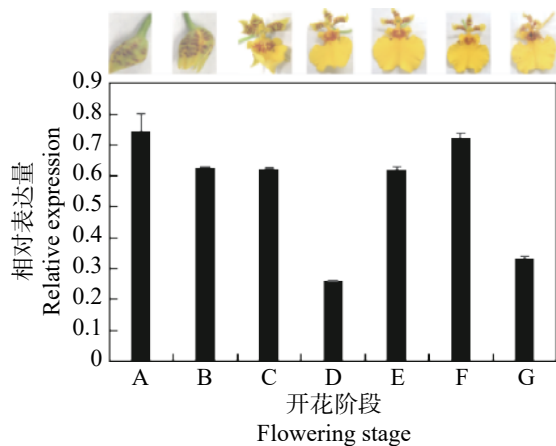 0.9
0.8
0.7
0.6
0.5
0.4
0.3
0.2
0.1
0
相对表达量
Relative expression
A B C D E F G
开花阶段
Flowering stage